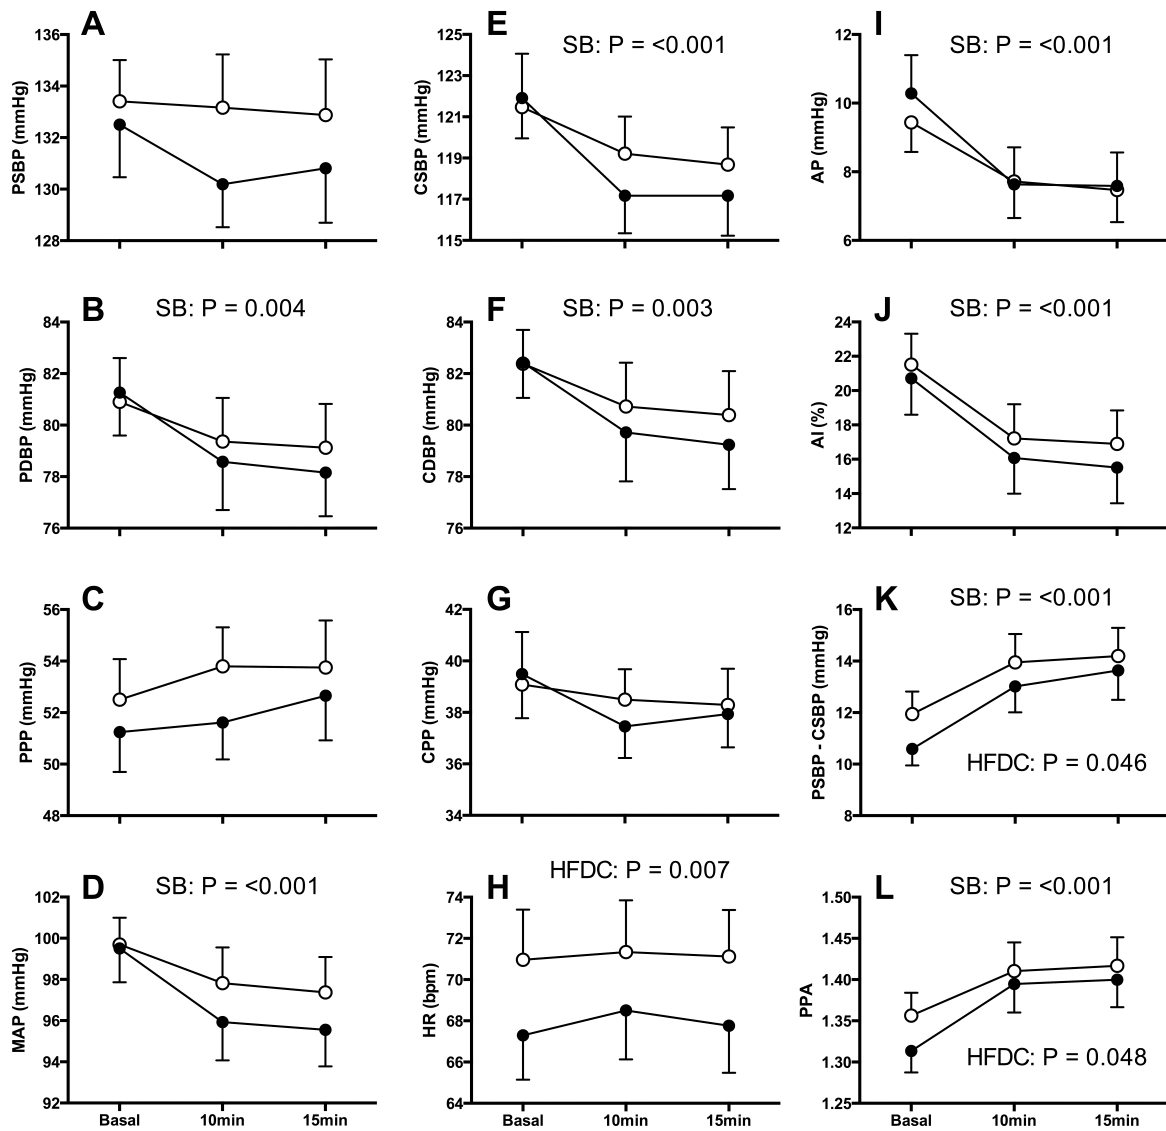 A
PSBP (mmHg)
136
134
132
130
128
E
SB: P = <0.001
CSBP (mmHg)
125
123
121
119
117
115
I
SB: P = <0.001
AP (mmHg)
12
10
8
6
B
SB: P = 0.004
PDBP (mmHg)
84
82
80
78
76
F
SB: P = 0.003
CDBP (mmHg)
84
82
80
78
76
J
SB: P = <0.001
AI (%)
24
22
20
18
16
14
12
C
PPP (mmHg)
56
54
52
50
48
G
CPP (mmHg)
42
40
38
36
34
K
SB: P = <0.001
PSBP - CSBP (mmHg)
16
14
12
10
8
HFDC: P = 0.046
D
SB: P = <0.001
MAP (mmHg)
102
100
98
96
94
92
Basal 10min 15min
H
HFDC: P = 0.007
HR (bpm)
74
72
70
68
66
64
Basal 10min 15min
L
SB: P = <0.001
PPA
1.50
1.45
1.40
1.35
1.30
1.25
HFDC: P = 0.048
Basal 10min 15min